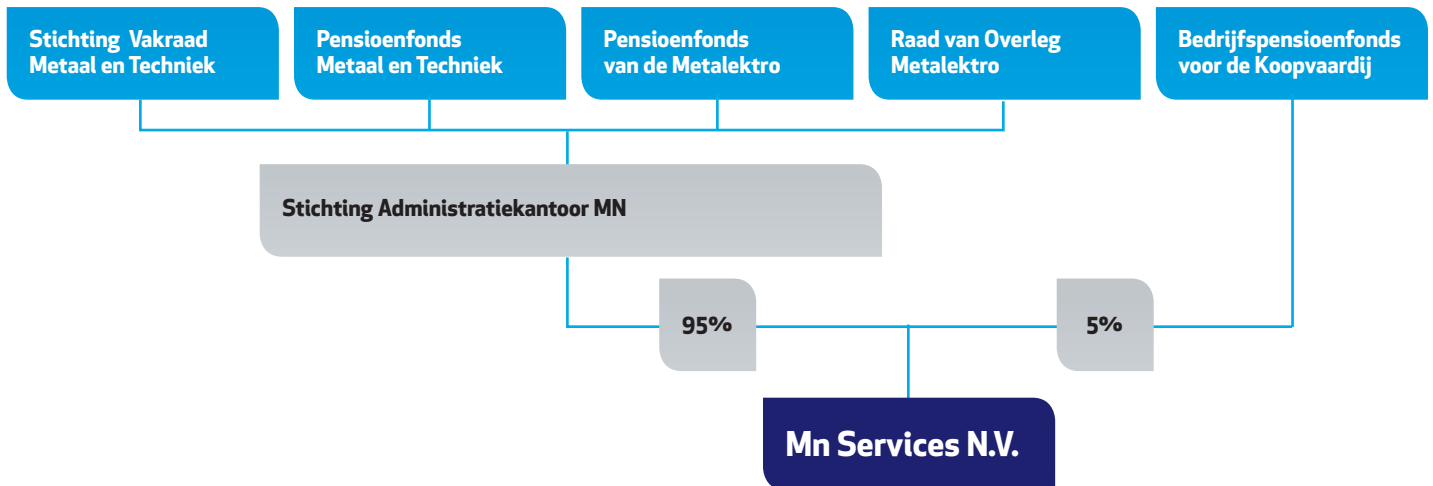 Stichting Vakraad
Metaal en Techniek
Pensioenfonds
Metaal en Techniek
Pensioenfonds
van de Metalektro
Raad van Overleg
Metalektro
Bedrijfspensioenfonds
voor de Koopvaardij
Stichting Administratiekantoor MN
95%
5%
Mn Services N.V.